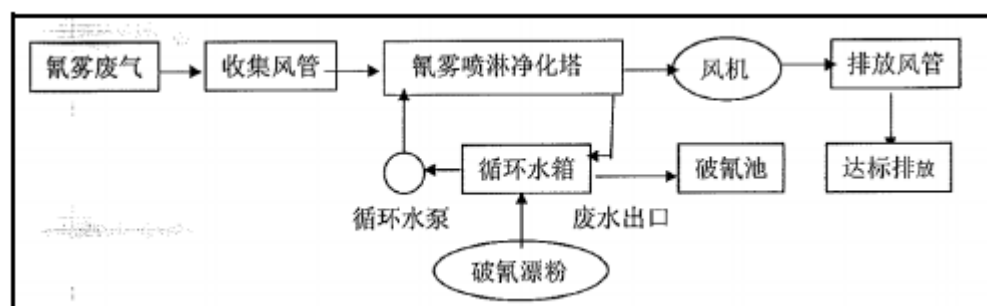 氰雾废气
收集风管
氰雾喷淋净化塔
风机
排放风管
循环水箱
破氰池
达标排放
循环水泵
废水出口
破氰漂粉